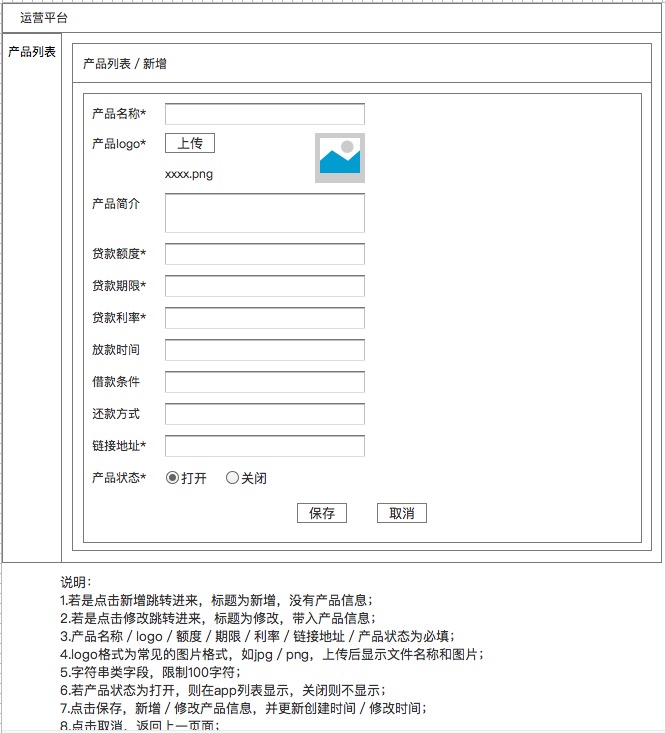 运营平台
产品列表
产品列表 / 新增
产品名称*
产品logo* 上传
xxxx.png
产品简介
贷款额度*
贷款期限*
贷款利率*
放款时间
借款条件
还款方式
链接地址*
产品状态* 打开 关闭
保存 取消
说明：
1.若是点击新增跳转进来，标题为新增，没有产品信息；
2.若是点击修改跳转进来，标题为修改，带入产品信息；
3.产品名称 / logo / 额度 / 期限 / 利率 / 链接地址 / 产品状态为必填；
4.logo格式为常见的图片格式，如jpg / png，上传后显示文件名称和图片；
5.字符串类字段，限制100字符；
6.若产品状态为打开，则在app列表显示，关闭则不显示；
7.点击保存，新增 / 修改产品信息，并更新创建时间 / 修改时间；
8.点击取消，返回上一页面；